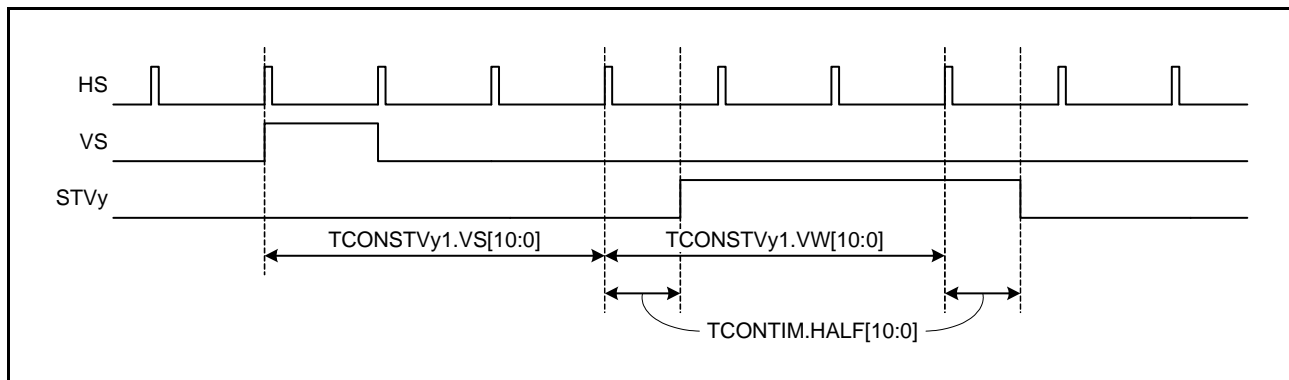 HS
VS
STVy
TCONSTVy1.VS[10:0] TCONSTVy1.VW[10:0]
TCONTIM.HALF[10:0]